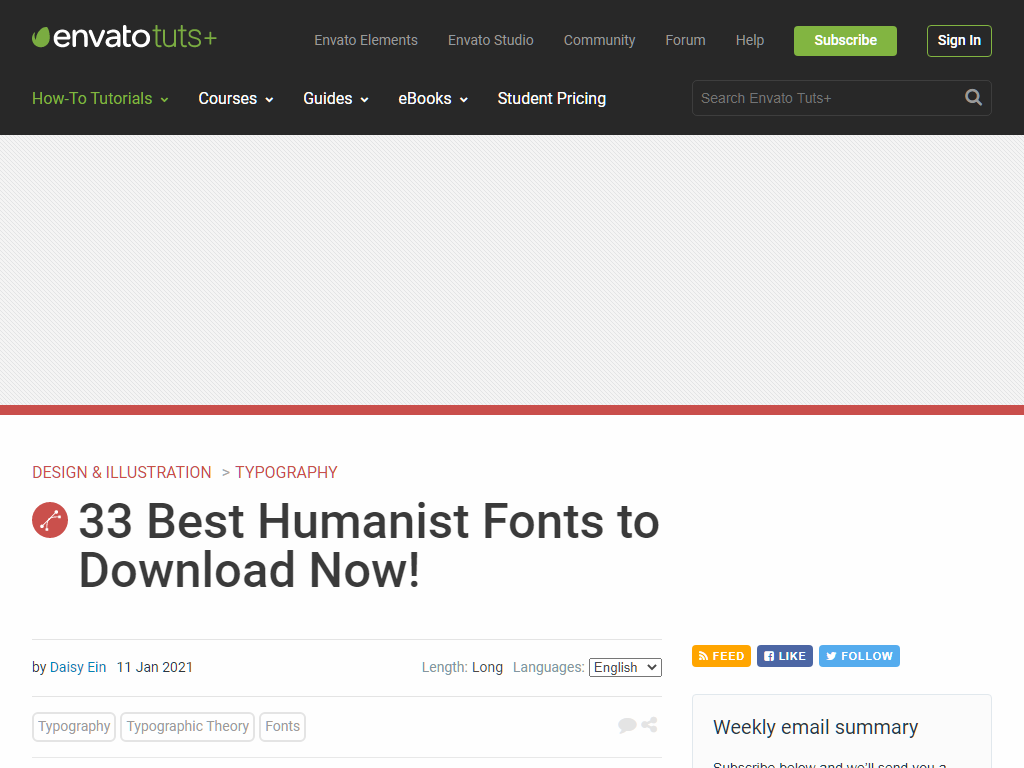 envatotuts+
Envato Elements Envato Studio Community Forum Help Subscribe Sign In
How-To Tutorials Courses Guides eBooks Student Pricing Search Envato Tuts+
DESIGN & ILLUSTRATION > TYPOGRAPHY
33 Best Humanist Fonts to
Download Now!
by Daisy Ein 11 Jan 2021 Length: Long Languages: English
FEED LIKE FOLLOW
Typography Typographic Theory Fonts
Weekly email summary
Subscribe below and we'll send you a